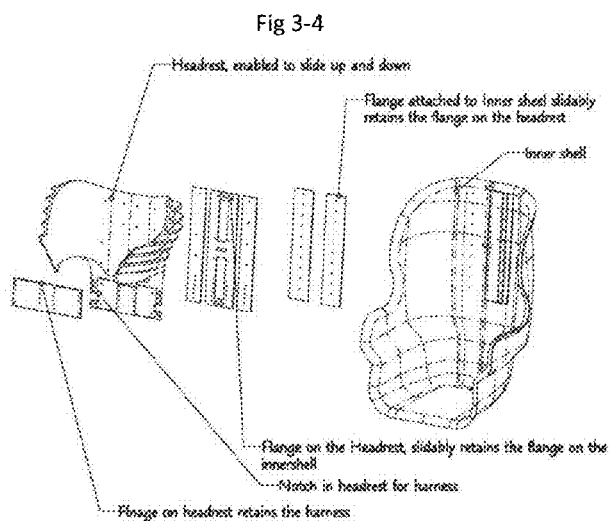 Fig 3-4
Headrest, enabled to slide up and down
Flange attached to Inner sheel slidably
retains the flange on the headrest
Inner shell
Flange on the Headrest, slidably retains the flange on the
innershell
Notch in headrest for harness
Flnage on headrest retains the harness